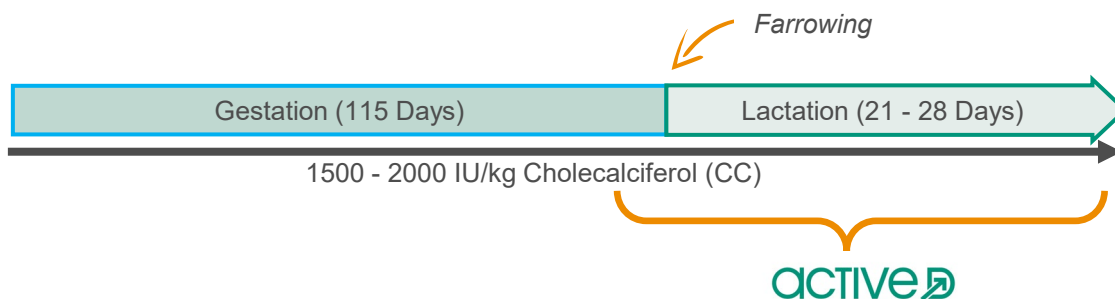 Farrowing
Gestation (115 Days)
Lactation (21 - 28 Days)
1500 - 2000 IU/kg Cholecalciferol (CC)
active D